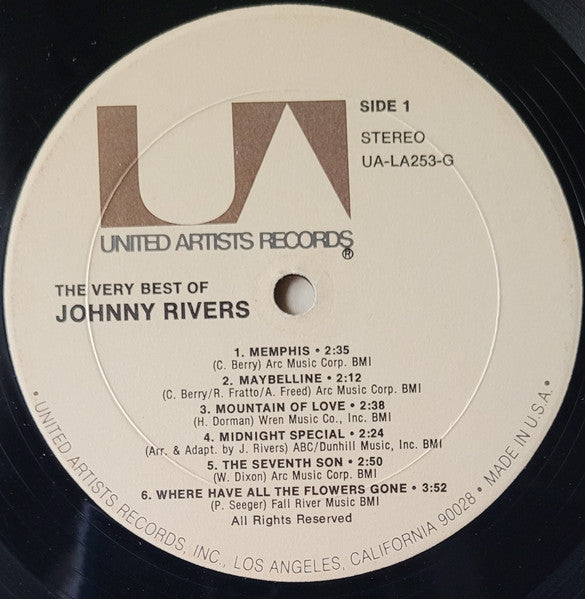 UA
SIDE 1
STEREO
UA-LA253-G
UNITED ARTISTS RECORDS®
THE VERY BEST OF
JOHNNY RIVERS
1. MEMPHIS • 2:35
(C. Berry) Arc Music Corp. BMI
2. MAYBELLINE • 2:12
(C. Berry/R. Fratto/A. Freed) Arc Music Corp. BMI
3. MOUNTAIN OF LOVE • 2:38
(H. Dorman) Wren Music Co., Inc. BMI
4. MIDNIGHT SPECIAL • 2:24
(Arr. & Adapt. by J. Rivers) ABC/Dunhill Music, Inc. BMI
5. THE SEVENTH SON • 2:50
(W. Dixon) Arc Music Corp. BMI
6. WHERE HAVE ALL THE FLOWERS GONE • 3:52
(P. Seeger) Fall River Music BMI
All Rights Reserved
• UNITED ARTISTS RECORDS, INC., LOS ANGELES, CALIFORNIA 90028 • MADE IN U.S.A. •